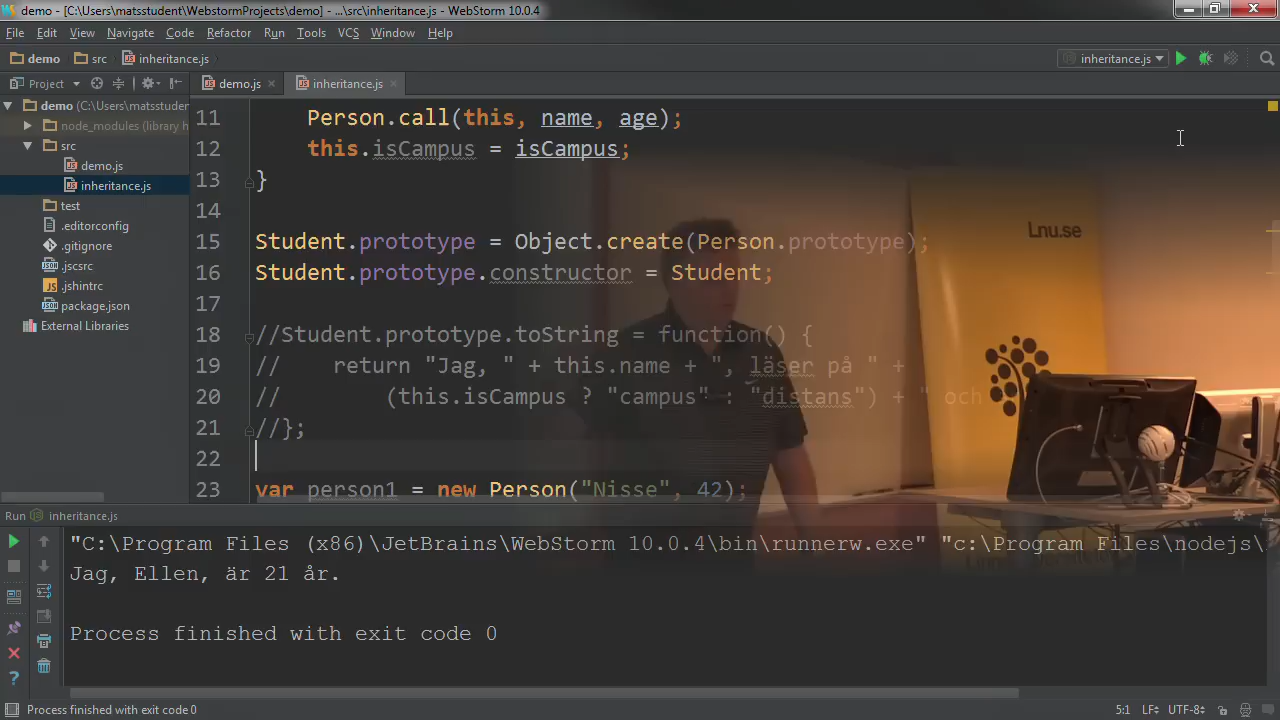 demo - [C:\Users\matsstudent\WebstormProjects\demo] - ...\src\inheritance.js - WebStorm 10.0.4
File Edit View Navigate Code Refactor Run Tools VCS Window Help
demo src inheritance.js inheritance.js
Project demo.js inheritance.js
demo (C:\Users\matsstuden
node_modules (library h
src
demo.js
inheritance.js
test
.editorconfig
.gitignore
.jscsrc
.jshintrc
package.json
External Libraries
11 Person.call(this, name, age);
12 this.isCampus = isCampus;
13 }
14
15 Student.prototype = Object.create(Person.prototype);
16 Student.prototype.constructor = Student;
17
18 //Student.prototype.toString = function() {
19 // return "Jag, " + this.name + ", läser på " +
20 // (this.isCampus ? "campus" : "distans") + " och
21 //};
22
23 var person1 = new Person("Nisse", 42);
Lnu.se
Run inheritance.js
"C:\Program Files (x86)\JetBrains\WebStorm 10.0.4\bin\runnerw.exe" "c:\Program Files\nodejs\
Jag, Ellen, är 21 år.
Process finished with exit code 0
Process finished with exit code 0 5:1 LF UTF-8